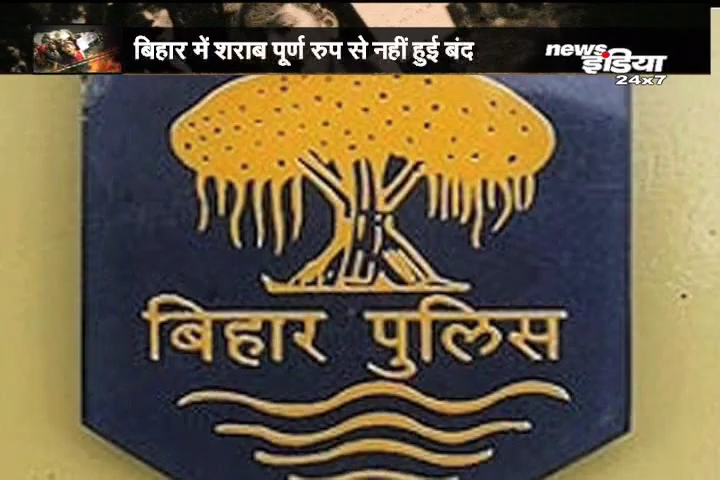 बिहार में शराब पूर्ण रुप से नहीं हुई बंद
news
इंडिया
24x7
बिहार पुलिस